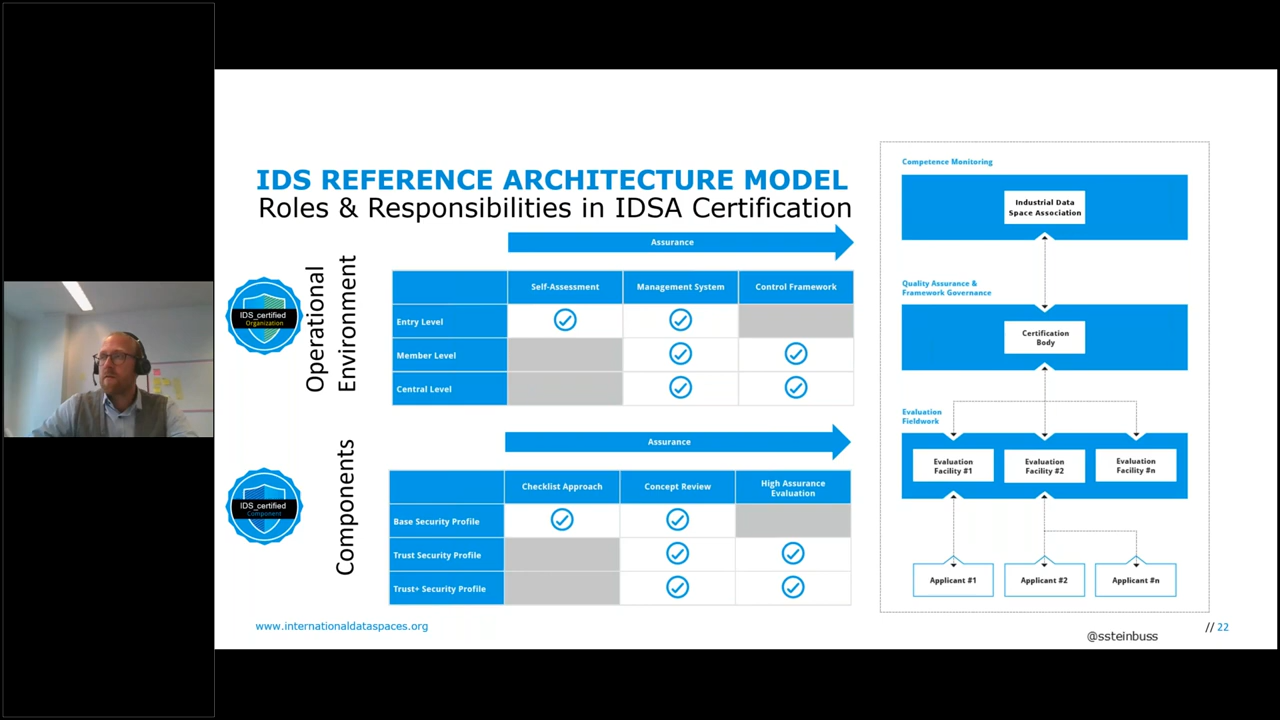 IDS REFERENCE ARCHITECTURE MODEL
Roles & Responsibilities in IDSA Certification
IDS_certified
Organization
Operational
Environment
Assurance
Self-Assessment
Management System
Control Framework
Entry Level
Member Level
Central Level
IDS_certified
Component
Components
Assurance
Checklist Approach
Concept Review
High Assurance
Evaluation
Base Security Profile
Trust Security Profile
Trust+ Security Profile
Competence Monitoring
Industrial Data
Space Association
Quality Assurance &
Framework Governance
Certification
Body
Evaluation
Fieldwork
Evaluation
Facility #1
Evaluation
Facility #2
Evaluation
Facility #n
Applicant #1
Applicant #2
Applicant #n
www.internationaldataspaces.org
@ssteinbuss
// 22